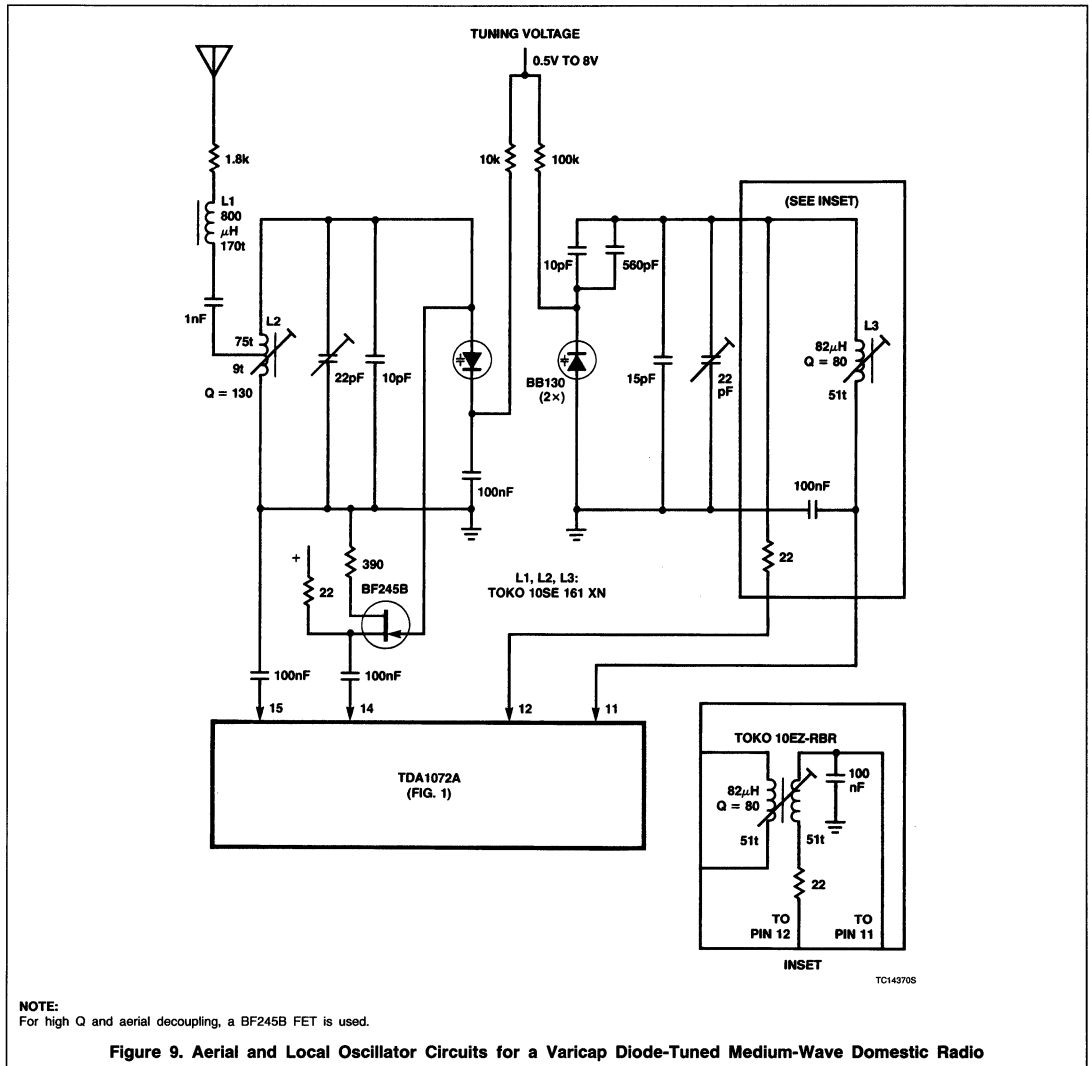 TUNING VOLTAGE
0.5V TO 8V
1.8k
10k
100k
L1
800
μH
170t
(SEE INSET)
10pF
560pF
1nF
L2
75t
9t
Q = 130
22pF
10pF
BB130
(2×)
15pF
22
pF
L3
82μH
Q = 80
51t
100nF
100nF
+
390
22
BF245B
22
L1, L2, L3:
TOKO 10SE 161 XN
100nF
100nF
15
14
12
11
TDA1072A
(FIG. 1)
TOKO 10EZ-RBR
82μH
Q = 80
100
nF
51t
51t
22
TO
PIN 12
TO
PIN 11
INSET
TC14370S
NOTE:
For high Q and aerial decoupling, a BF245B FET is used.
Figure 9. Aerial and Local Oscillator Circuits for a Varicap Diode-Tuned Medium-Wave Domestic Radio